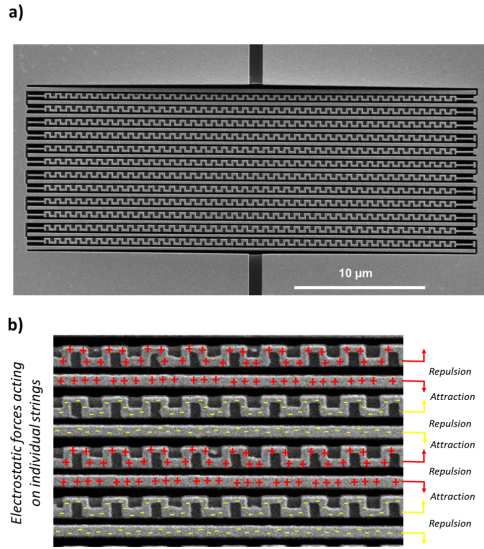 a)
10 µm
b)
Electrostatic forces acting
on individual strings
Repulsion
Attraction
Repulsion
Attraction
Repulsion
Attraction
Repulsion